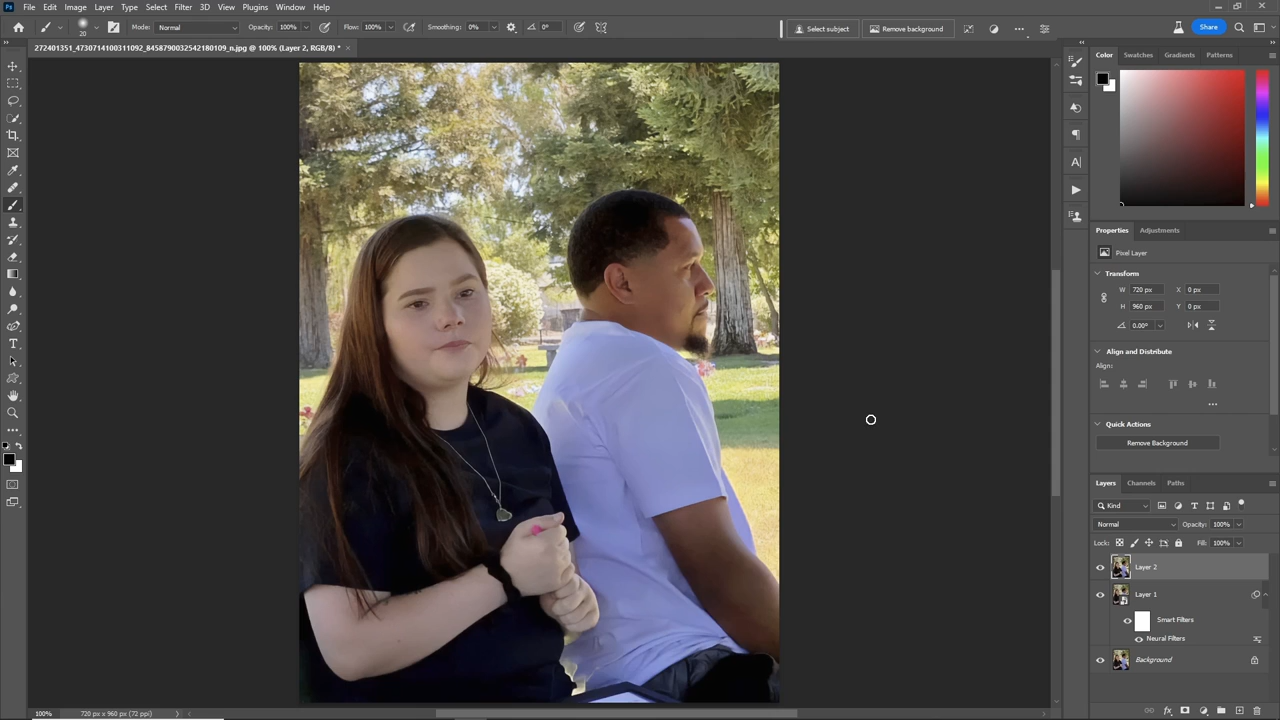 File Edit Image Layer Type Select Filter 3D View Plugins Window Help
20 Mode: Normal Opacity: 100% Flow: 100% Smoothing: 0% 0° Select subject Remove background Share
272401351_4730714100311092_8458790032542180109_n.jpg @ 100% (Layer 2, RGB/8) *
Color Swatches Gradients Patterns
Properties Adjustments
Pixel Layer
Transform
W 720 px X 0 px
H 960 px Y 0 px
0.00°
Align and Distribute
Align:
Quick Actions
Remove Background
Layers Channels Paths
Kind
Normal Opacity: 100%
Lock: Fill: 100%
Layer 2
Layer 1
Smart Filters
Neural Filters
Background
100% 720 px x 960 px (72 ppi)